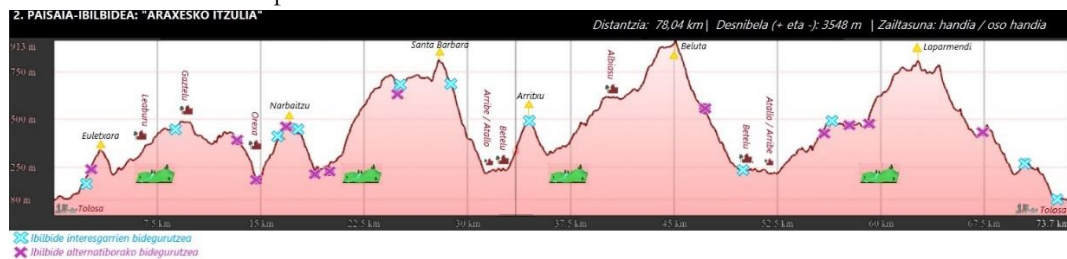 2. PAISAIA-IBILBIDEA: "ARAXESKO ITZULIA"
Distantzia: 78,04 km | Desnibela (+ eta -): 3548 m | Zailtasuna: handia / oso handia
913 m
750 m
500 m
250 m
80 m
Tolosa
Euletxara
Leaburu
Gaztelu
Orexa
Narbaitzu
Santa Barbara
Arribe / Atallo
Betelu
Arritxu
Albiasu
Beluta
Betelu
Atallo / Arribe
Laparmendi
Tolosa
7.5 km
15 km
22.5 km
30 km
37.5 km
45 km
52.5 km
60 km
67.5 km
73.7 km
Ibilbide interesgarrien bidegurutzea
Ibilbide alternatiborako bidegurutzea